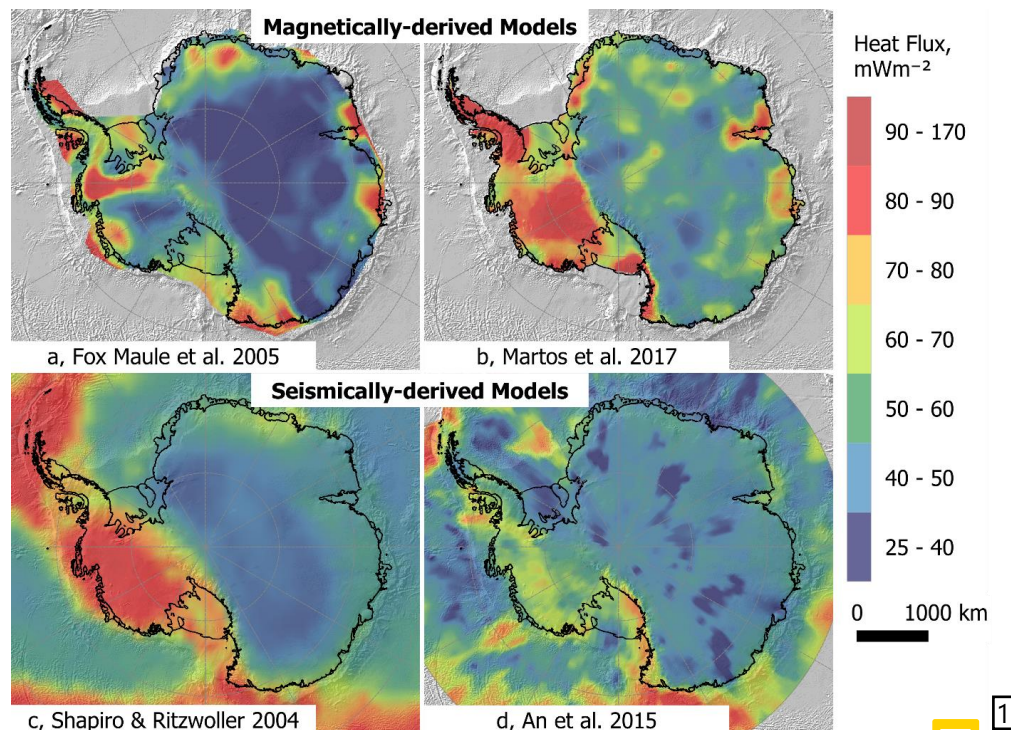 Magnetically-derived Models
a, Fox Maule et al. 2005
b, Martos et al. 2017
Seismically-derived Models
c, Shapiro & Ritzwoller 2004
d, An et al. 2015
Heat Flux,
mWm⁻²
90 - 170
80 - 90
70 - 80
60 - 70
50 - 60
40 - 50
25 - 40
0 1000 km
1